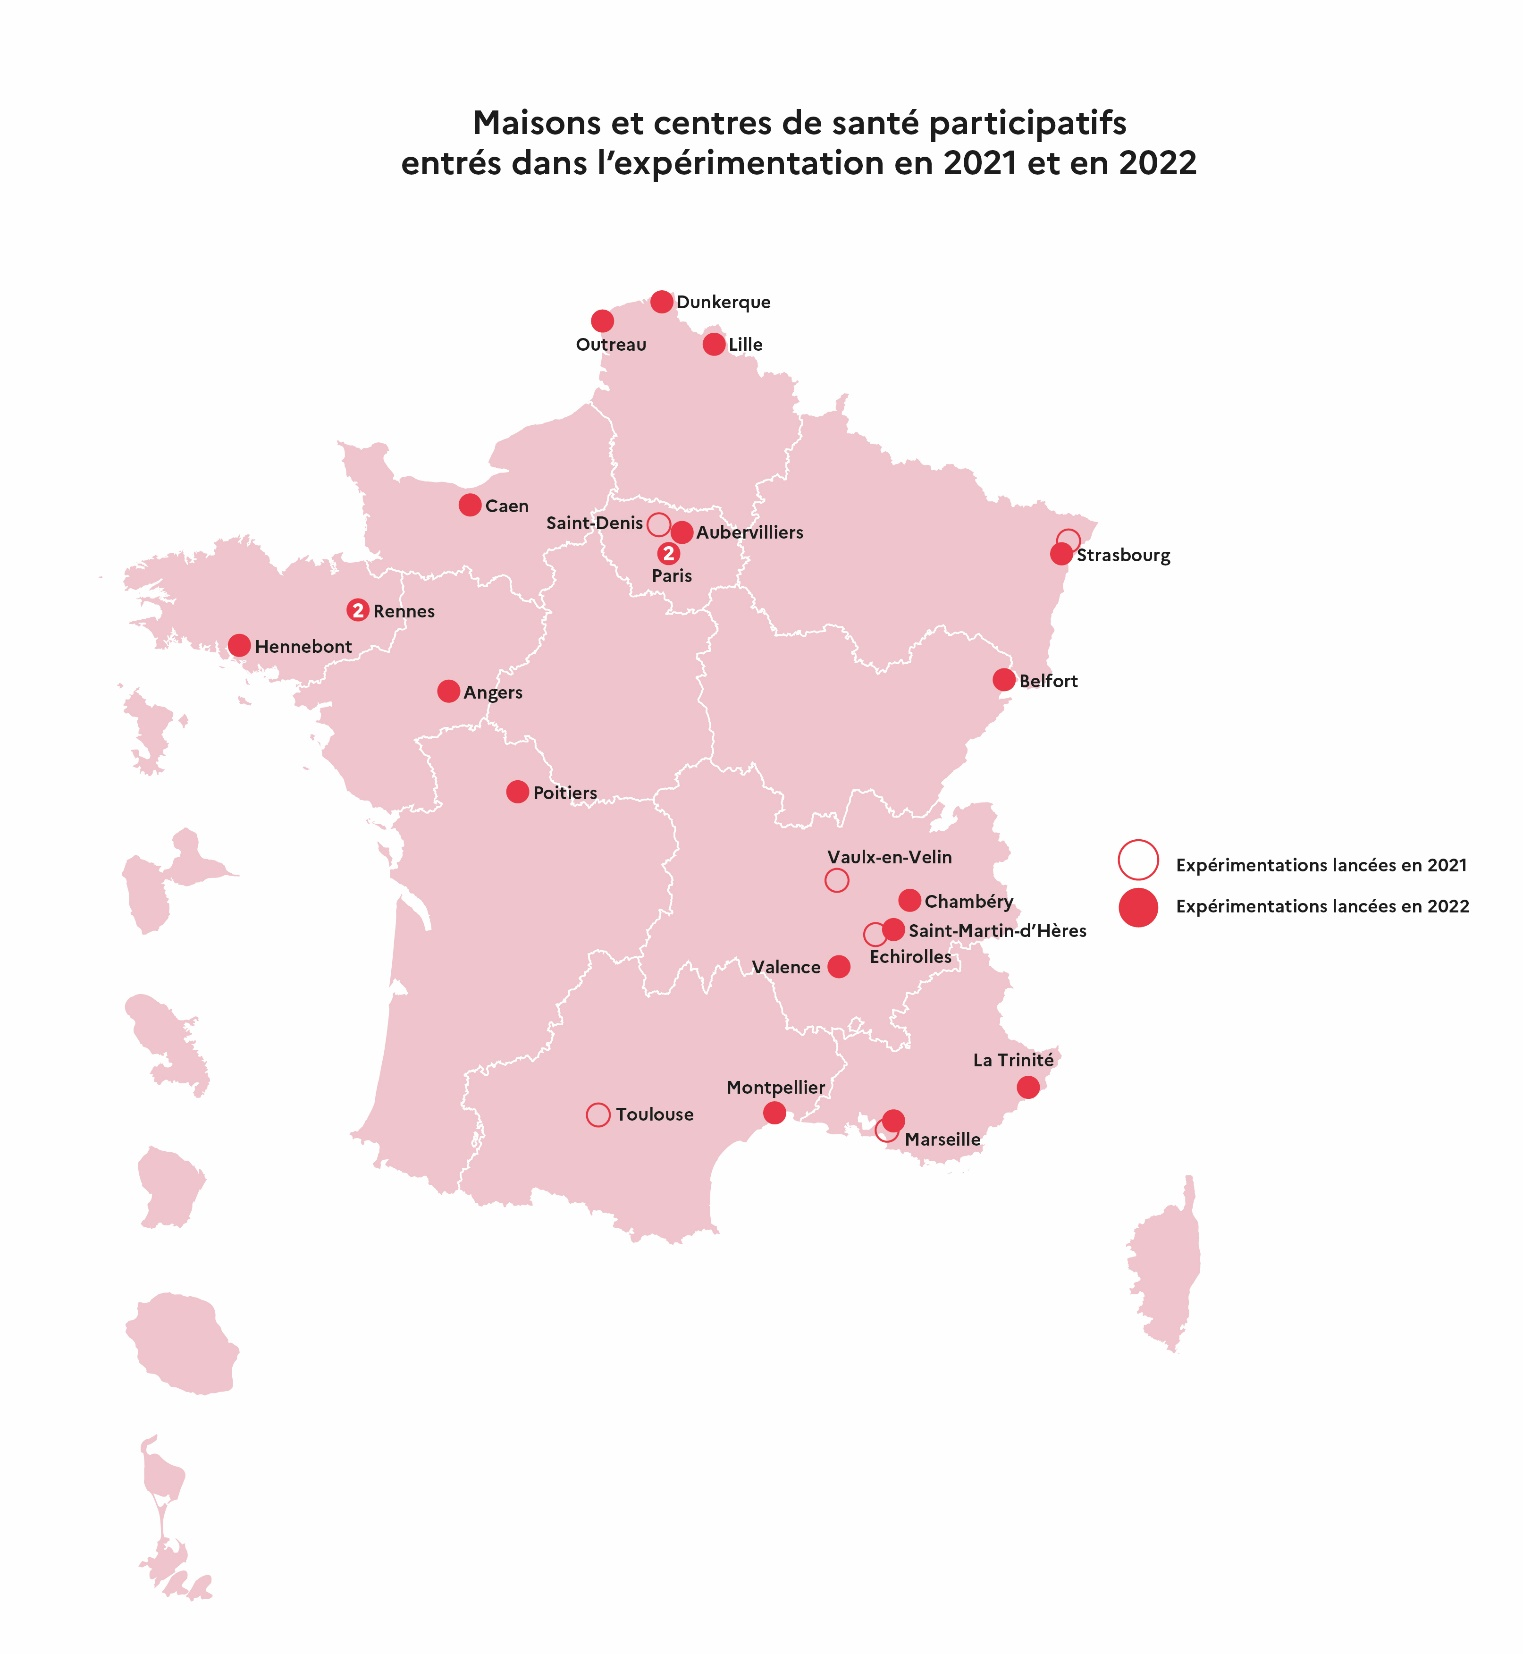 Maisons et centres de santé participatifs
entrés dans l'expérimentation en 2021 et en 2022
Dunkerque
Outreau
Lille
Caen
Saint-Denis
Aubervilliers
2
Paris
Strasbourg
2 Rennes
Hennebont
Belfort
Angers
Poitiers
Vaulx-en-Velin
Expérimentations lancées en 2021
Chambéry
Expérimentations lancées en 2022
Saint-Martin-d'Hères
Echirolles
Valence
La Trinité
Montpellier
Toulouse
Marseille